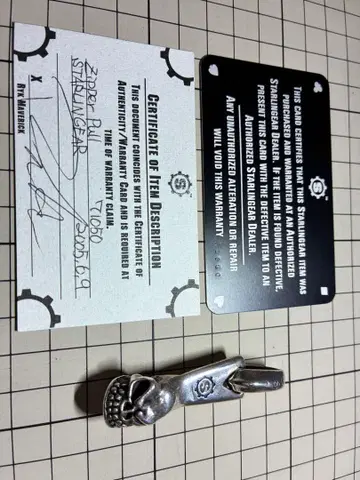 CERTIFICATE OF ITEM DESCRIPTION
THIS DOCUMENT COINCIDES WITH THE CERTIFICATE OF
AUTHENTICITY/WARRANTY CARD AND IS REQUIRED AT
TIME OF WARRANTY CLAIM.
Zipper Pull
STARLINGEAR
2005.6.9
X
RYK MAVERICK
S
THIS CARD CERTIFIES THAT THIS STARLINGEAR ITEM WAS
PURCHASED AND WARRANTED AT AN AUTHORIZED
STARLINGEAR DEALER. IF THE ITEM IS FOUND DEFECTIVE,
PRESENT THIS CARD WITH THE DEFECTIVE ITEM TO AN
AUTHORIZED STARLINGEAR DEALER.
ANY UNAUTHORIZED ALTERATION OR REPAIR
WILL VOID THIS WARRANTY
S
S